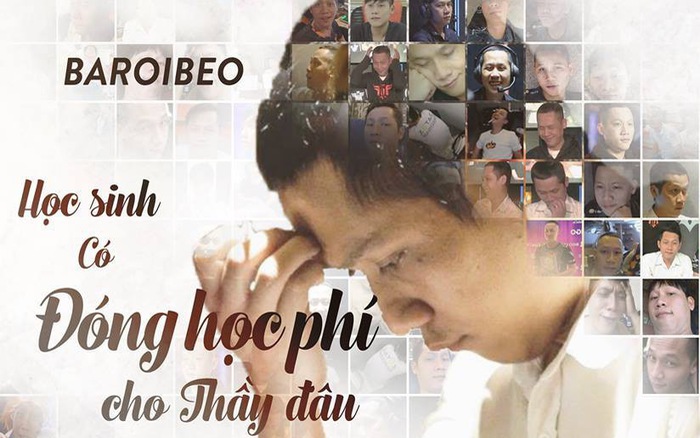 BAROIBEO
Học sinh
Có
Đóng học phí
cho Thầy đâu